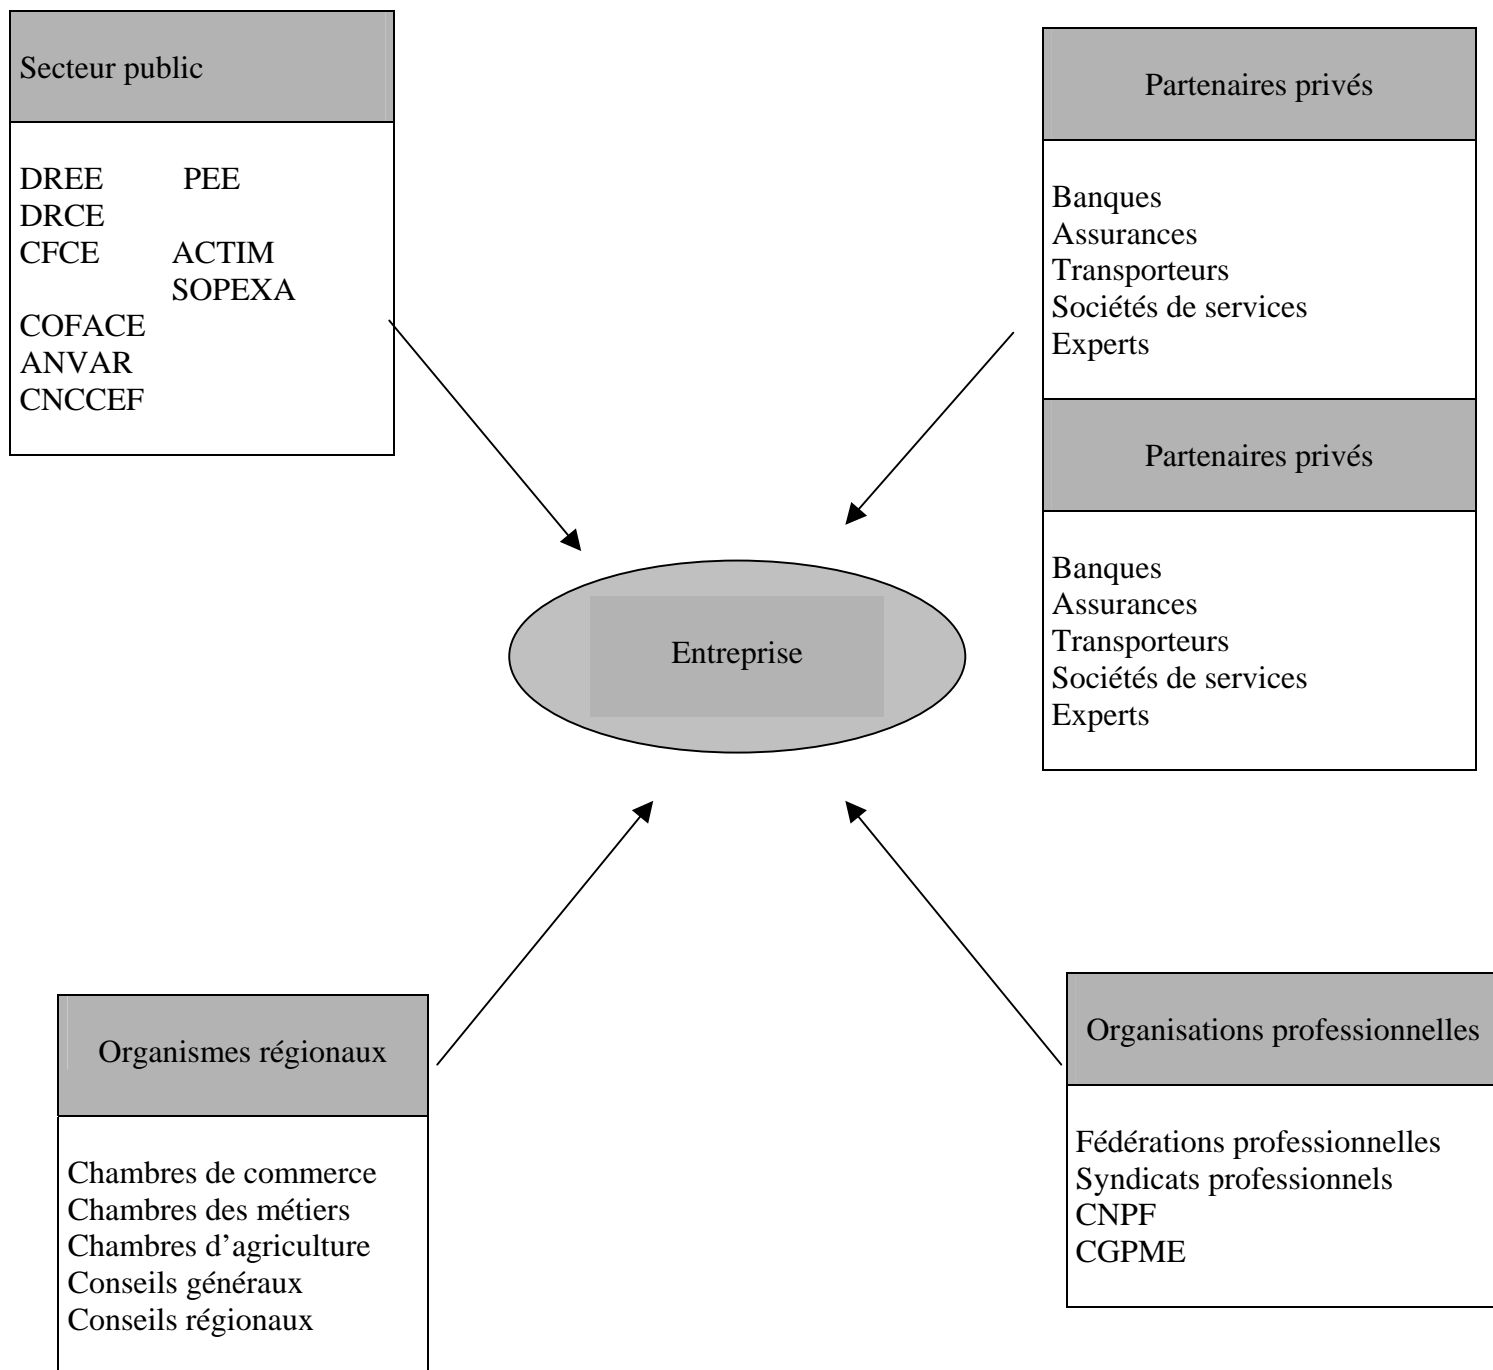 Secteur public
DREE PEE
DRCE
CFCE ACTIM
SOPEXA
COFACE
ANVAR
CNCCEF
Partenaires privés
Banques
Assurances
Transporteurs
Sociétés de services
Experts
Partenaires privés
Banques
Assurances
Transporteurs
Sociétés de services
Experts
Entreprise
Organismes régionaux
Chambres de commerce
Chambres des métiers
Chambres d’agriculture
Conseils généraux
Conseils régionaux
Organisations professionnelles
Fédérations professionnelles
Syndicats professionnels
CNPF
CGPME